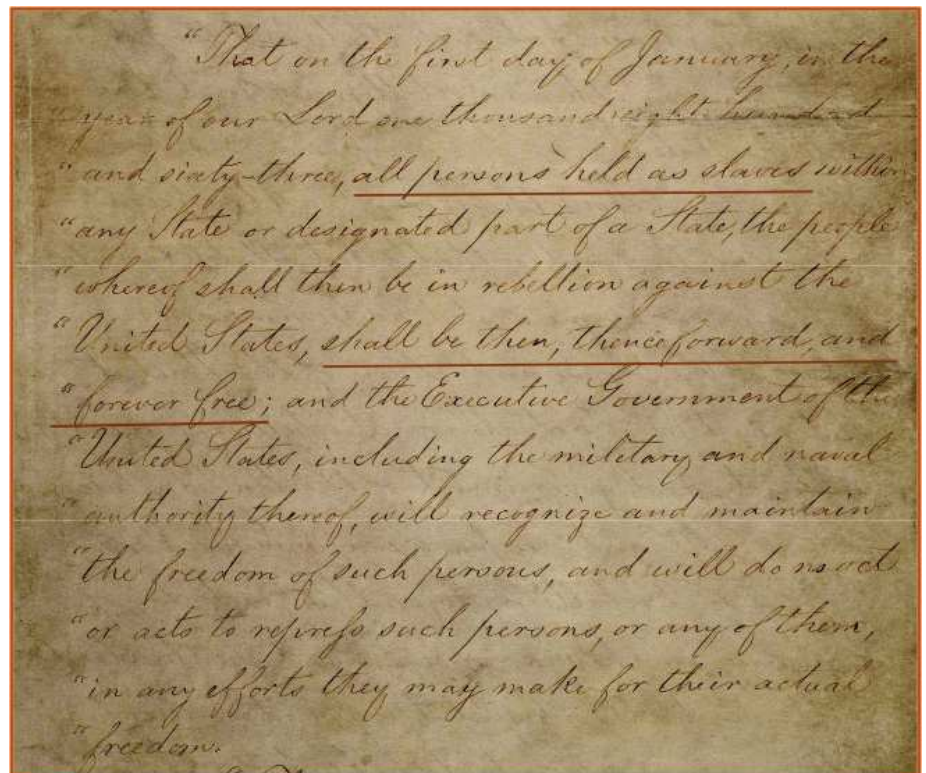 "That on the first day of January, in the
"year of our Lord one thousand eight hundred
"and sixty-three, all persons held as slaves within
"any State or designated part of a State, the people
"whereof shall then be in rebellion against the
"United States, shall be then, thenceforward, and
"forever free; and the Executive Government of the
"United States, including the military and naval
"authority thereof, will recognize and maintain
"the freedom of such persons, and will do no act
"or acts to repress such persons, or any of them,
"in any efforts they may make for their actual
"freedom.